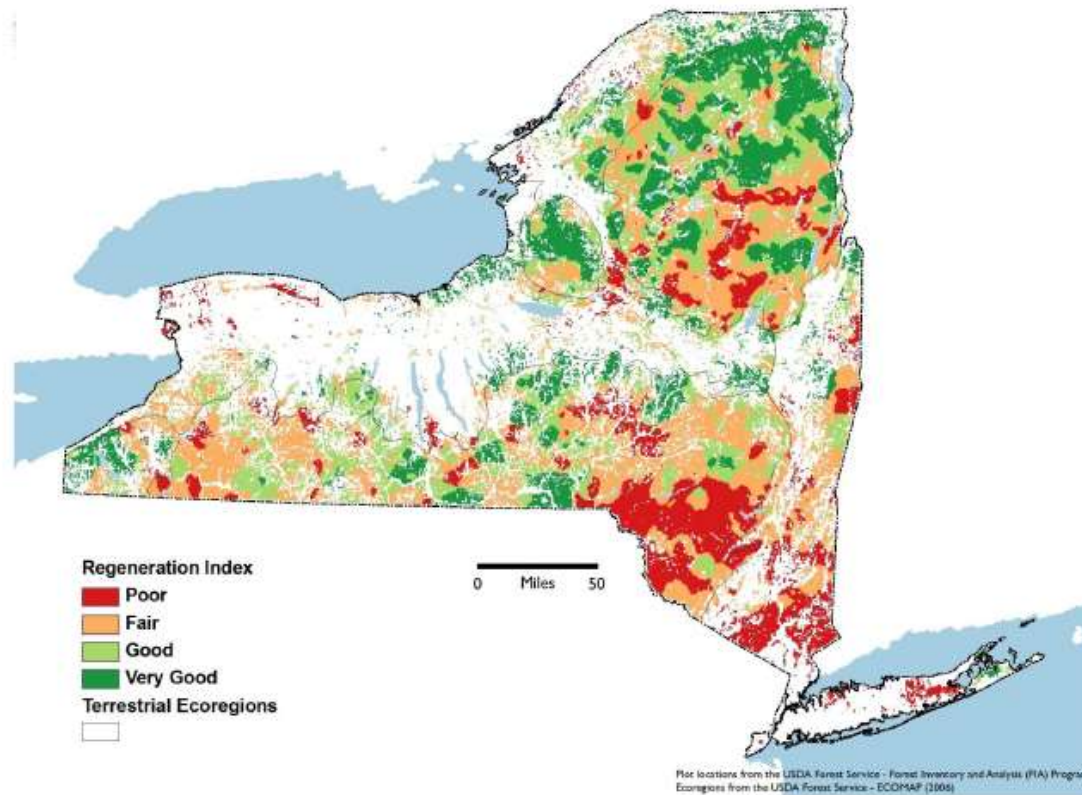 Regeneration Index
Poor
Fair
Good
Very Good
Terrestrial Ecoregions
0 Miles 50
Plot locations from the USDA Forest Service - Forest Inventory and Analysis (FIA) Progra
Ecoregions from the USDA Forest Service - ECOMAP (2006)